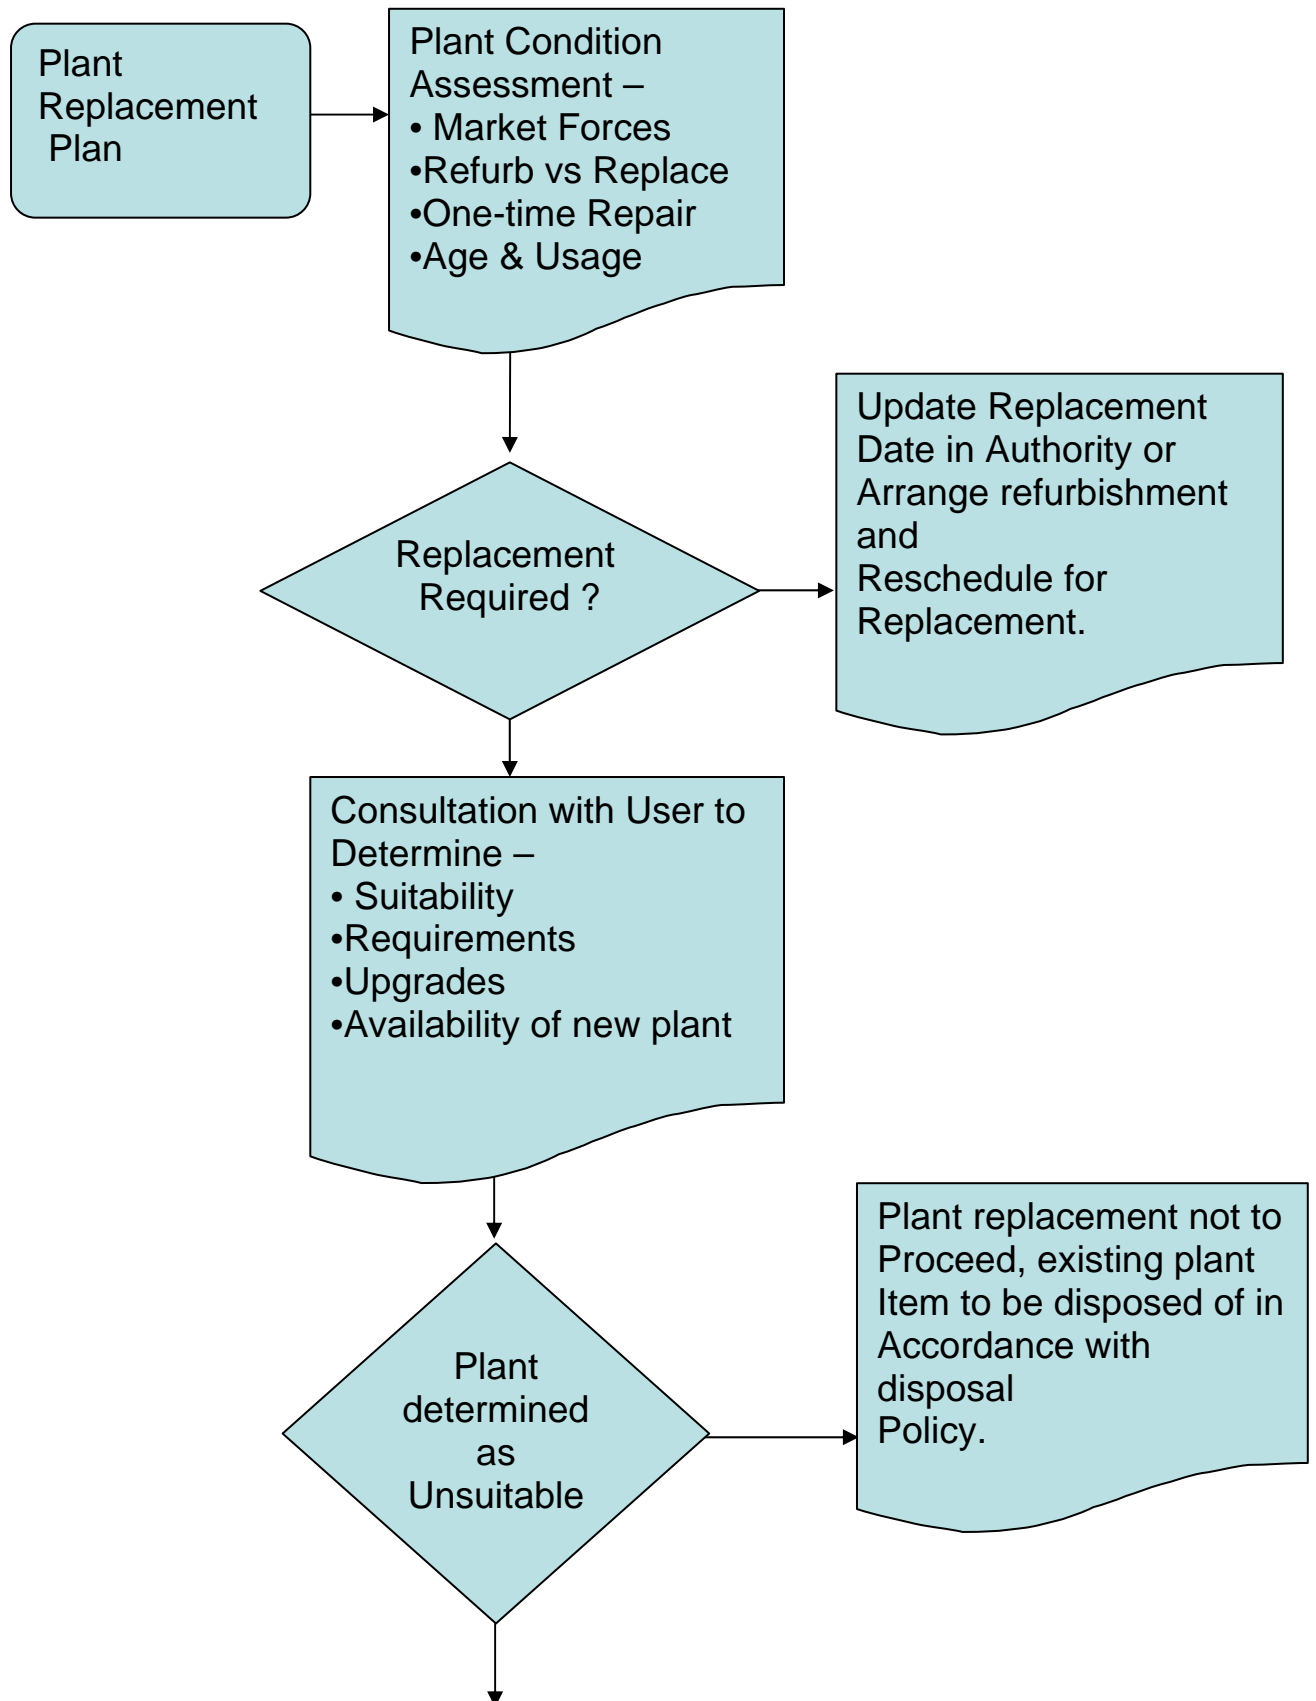 Plant
Replacement
Plan
Plant Condition
Assessment –
• Market Forces
•Refurb vs Replace
•One-time Repair
•Age & Usage
Replacement
Required ?
Update Replacement
Date in Authority or
Arrange refurbishment
and
Reschedule for
Replacement.
Consultation with User to
Determine –
• Suitability
•Requirements
•Upgrades
•Availability of new plant
Plant
determined
as
Unsuitable
Plant replacement not to
Proceed, existing plant
Item to be disposed of in
Accordance with
disposal
Policy.